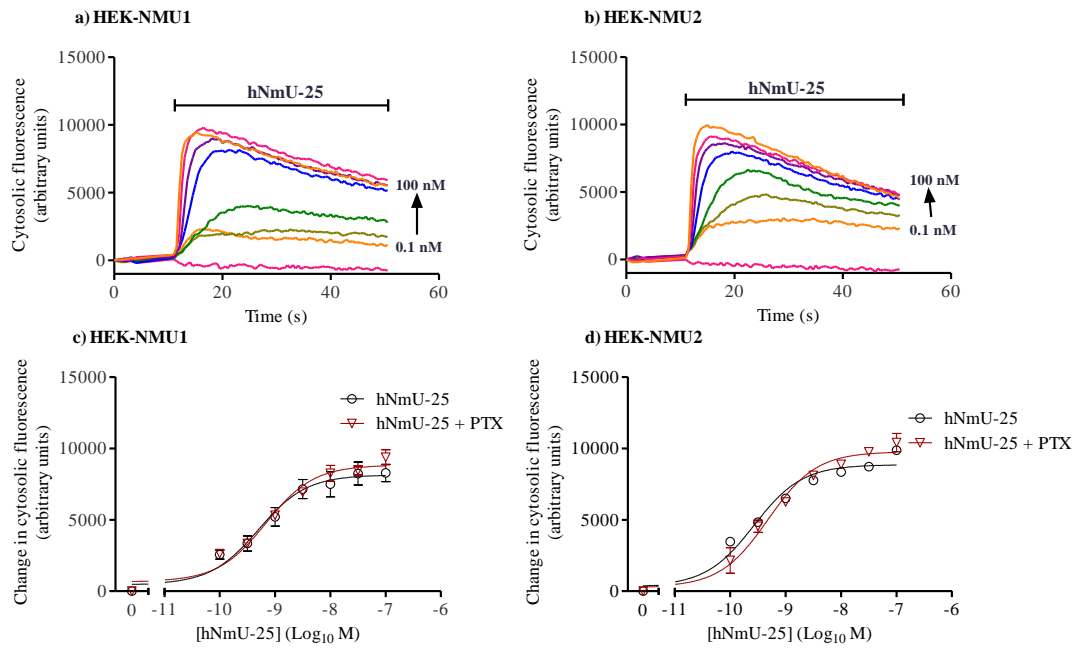 a) HEK-NMU1
15000
10000
5000
0
0
20
40
60
Cytosolic fluorescence
(arbitrary units)
Time (s)
hNmU-25
100 nM
0.1 nM
b) HEK-NMU2
15000
10000
5000
0
0
20
40
60
Cytosolic fluorescence
(arbitrary units)
Time (s)
hNmU-25
100 nM
0.1 nM
c) HEK-NMU1
15000
10000
5000
0
0
-11
-10
-9
-8
-7
-6
Change in cytosolic fluorescence
(arbitrary units)
[hNmU-25] (Log10 M)
hNmU-25
hNmU-25 + PTX
d) HEK-NMU2
15000
10000
5000
0
0
-11
-10
-9
-8
-7
-6
Change in cytosolic fluorescence
(arbitrary units)
[hNmU-25] (Log10 M)
hNmU-25
hNmU-25 + PTX